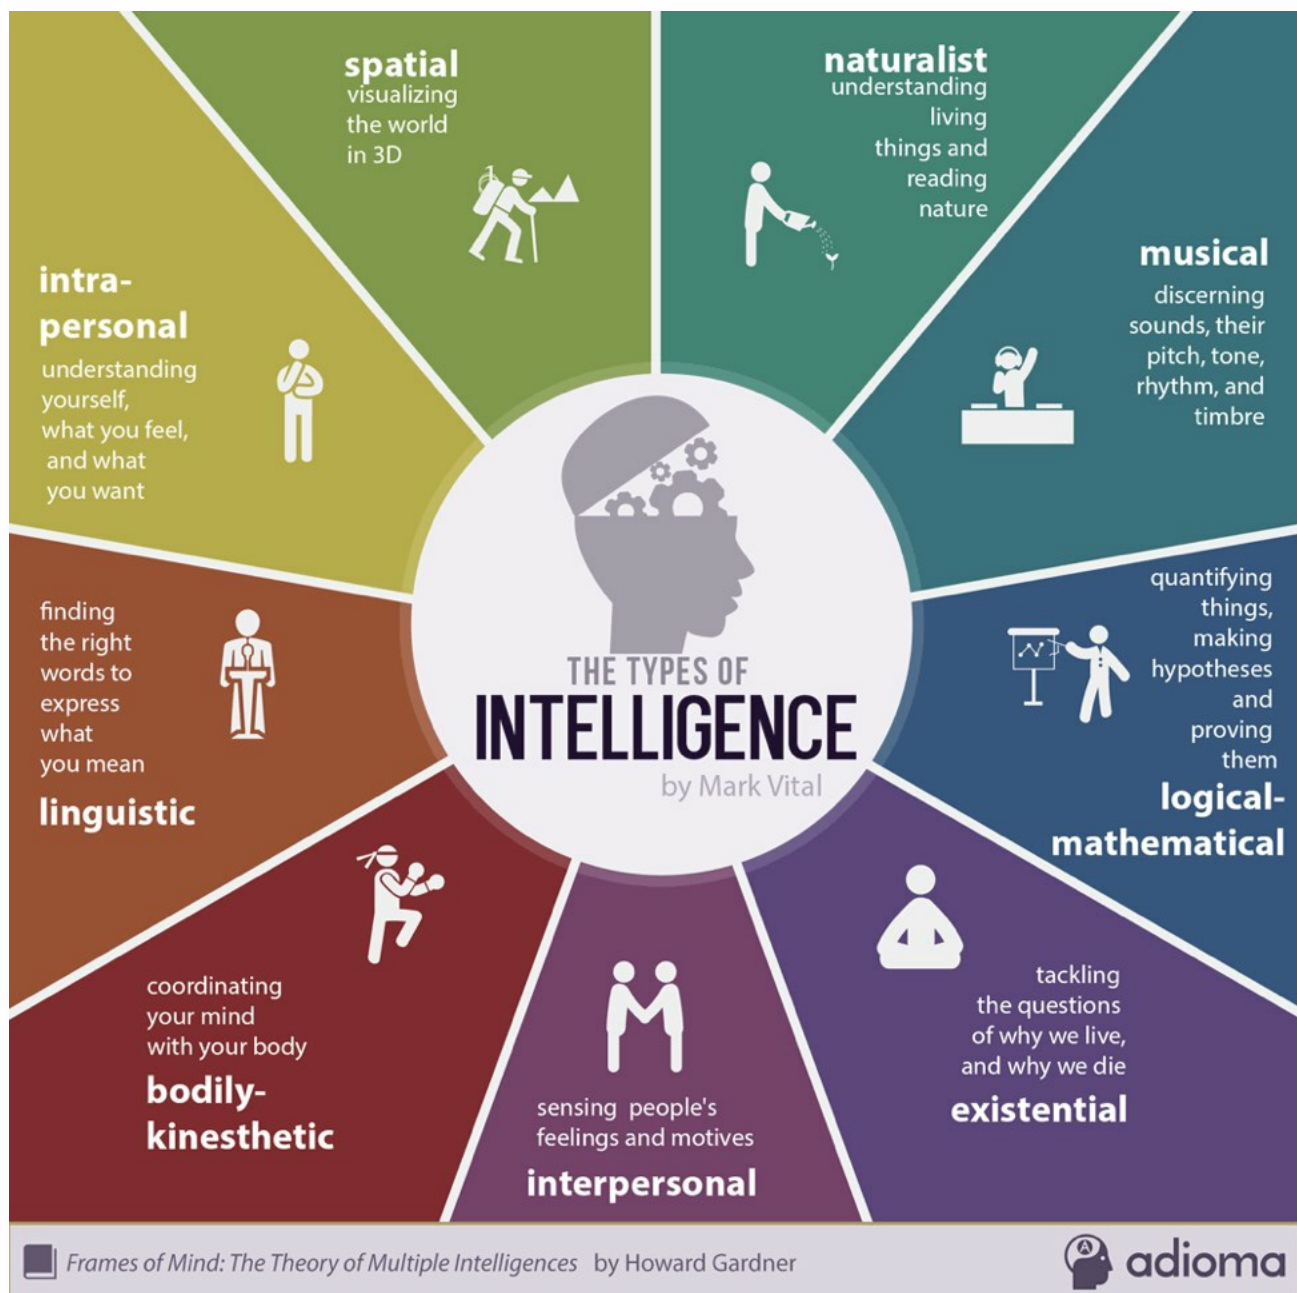 spatial
visualizing
the world
in 3D
naturalist
understanding
living
things and
reading
nature
musical
discerning
sounds, their
pitch, tone,
rhythm, and
timbre
quantifying
things,
making
hypotheses
and
proving
them
logical-
mathematical
tackling
the questions
of why we live,
and why we die
existential
sensing people's
feelings and motives
interpersonal
coordinating
your mind
with your body
bodily-
kinesthetic
finding
the right
words to
express
what
you mean
linguistic
intra-
personal
understanding
yourself,
what you feel,
and what
you want
THE TYPES OF
INTELLIGENCE
by Mark Vital
Frames of Mind: The Theory of Multiple Intelligences by Howard Gardner
A
adioma